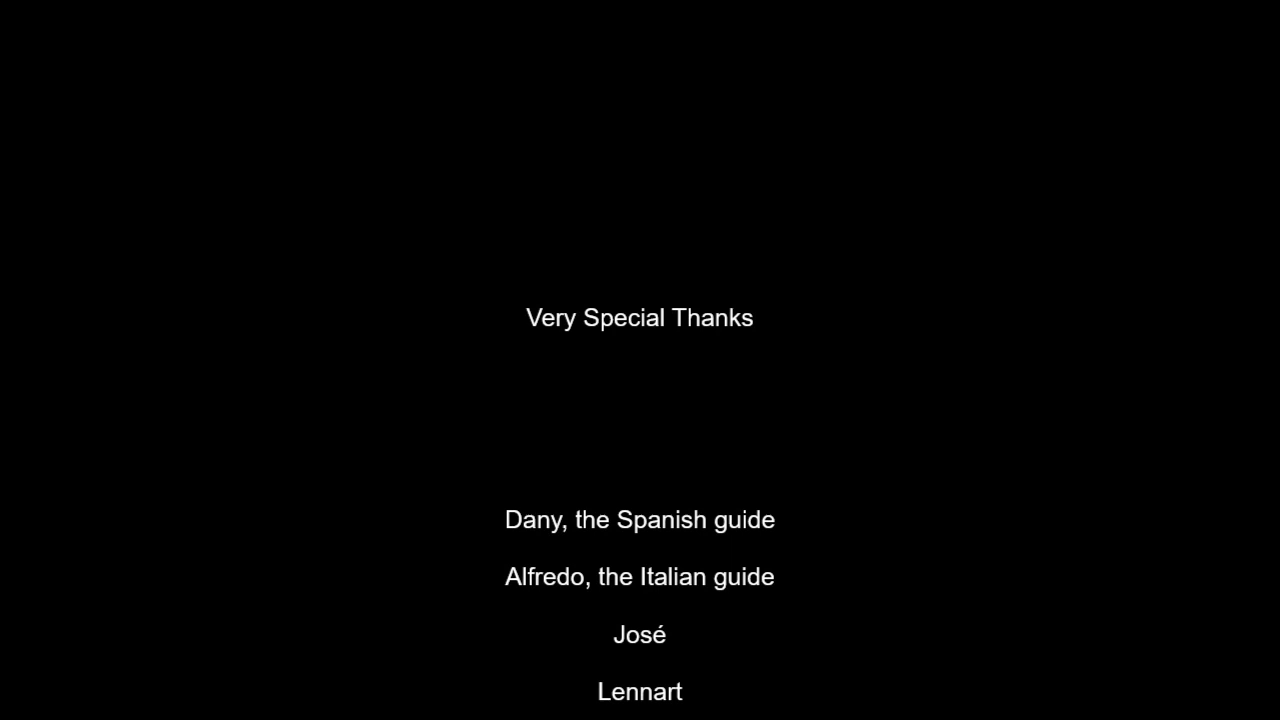 Very Special Thanks
Dany, the Spanish guide
Alfredo, the Italian guide
José
Lennart